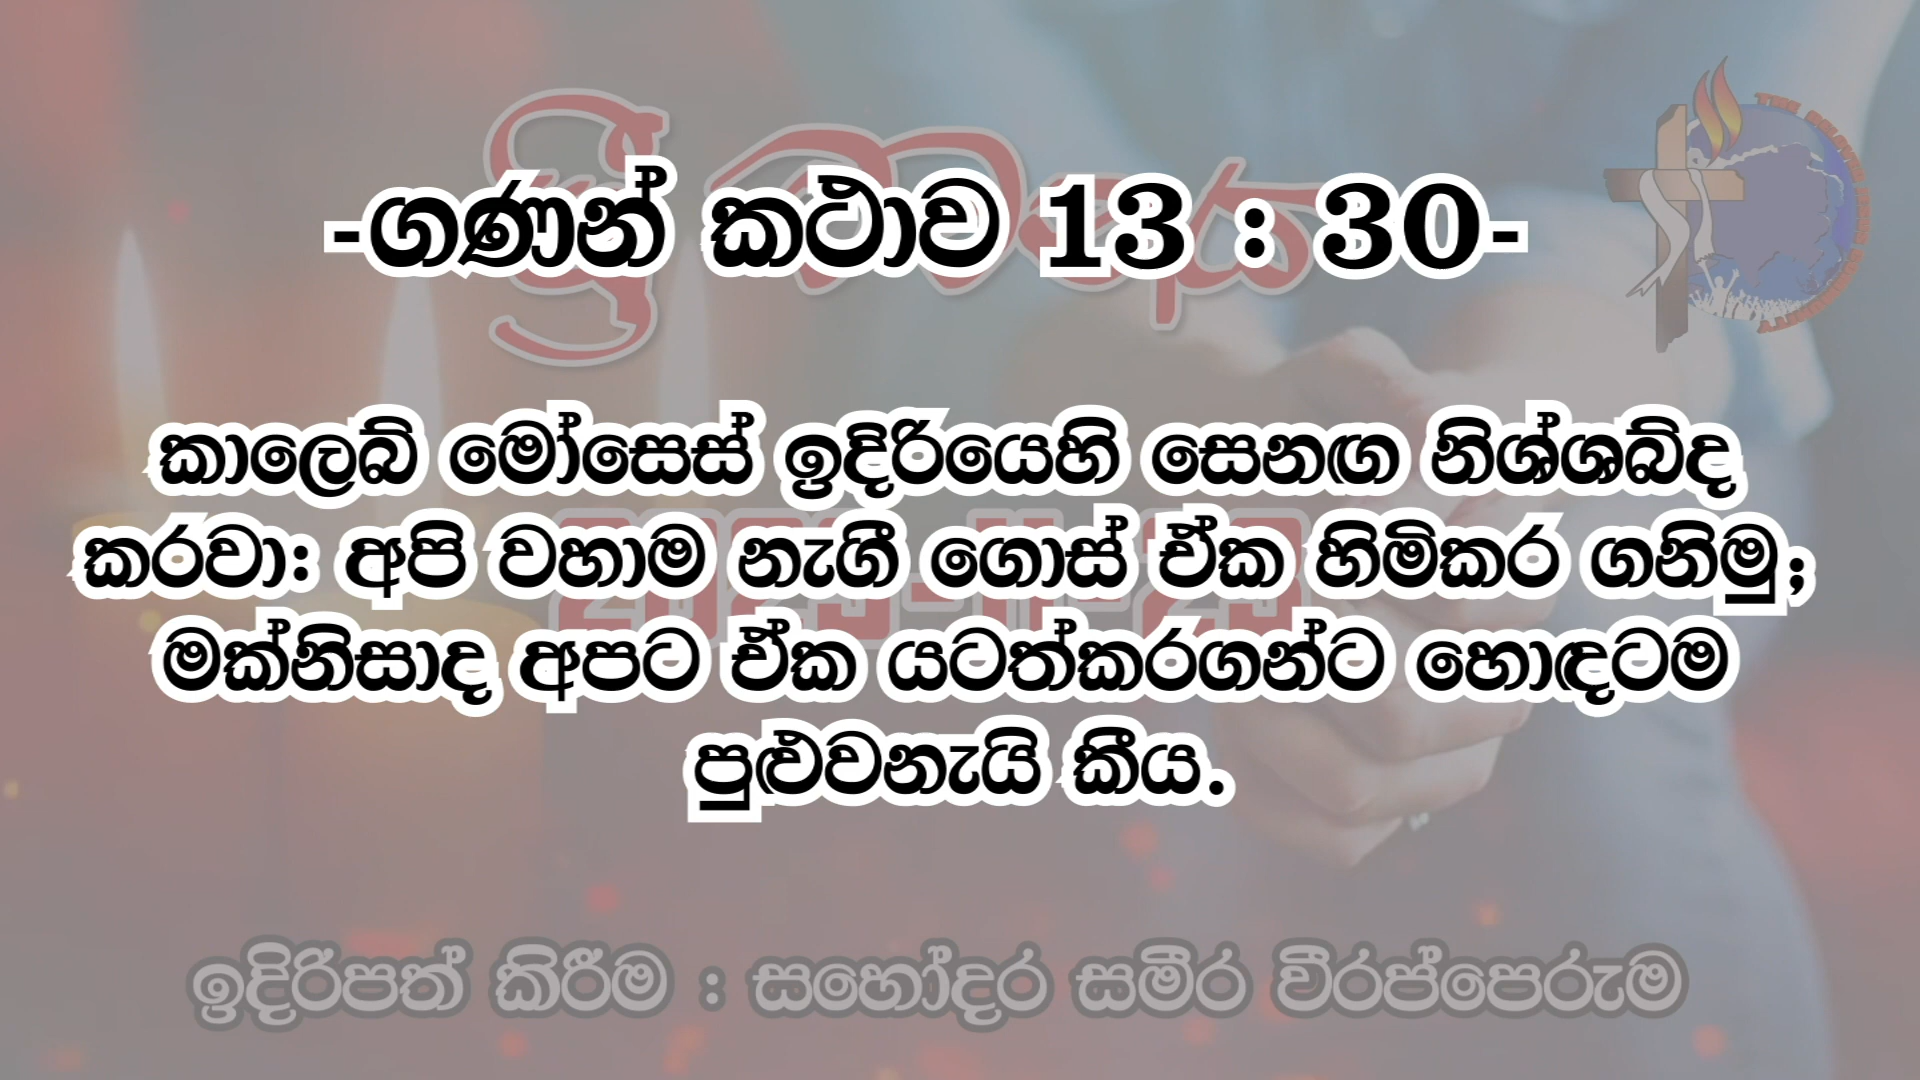 -ගණන් කථාව 13 : 30-
කාලෙබ් මෝසෙස් ඉදිරියෙහි සෙනඟ නිශ්ශබ්ද
කරවා: අපි වහාම නැගී ගොස් ඒක හිමිකර ගනිමු;
මක්නිසාද අපට ඒක යටත්කරගන්ට හොඳටම
පුළුවනැයි කීය.
ඉදිරිපත් කිරීම : සහෝදර සමීර වීරප්පෙරුම